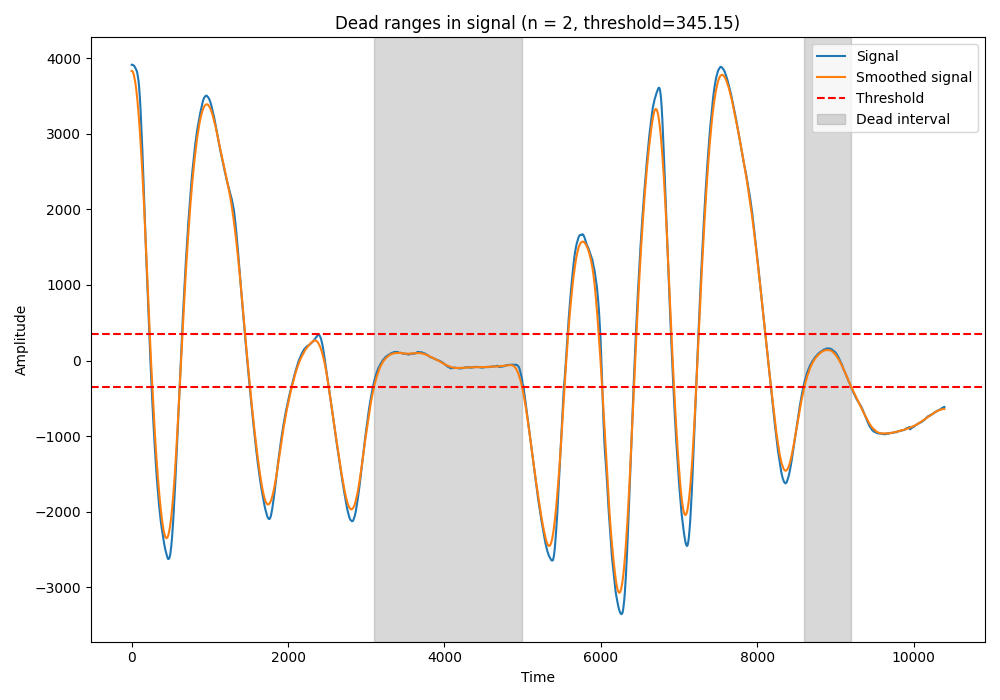 Dead ranges in signal (n = 2, threshold=345.15)
Signal
Smoothed signal
Threshold
Dead interval
Amplitude
4000
3000
2000
1000
0
−1000
−2000
−3000
0
2000
4000
6000
8000
10000
Time